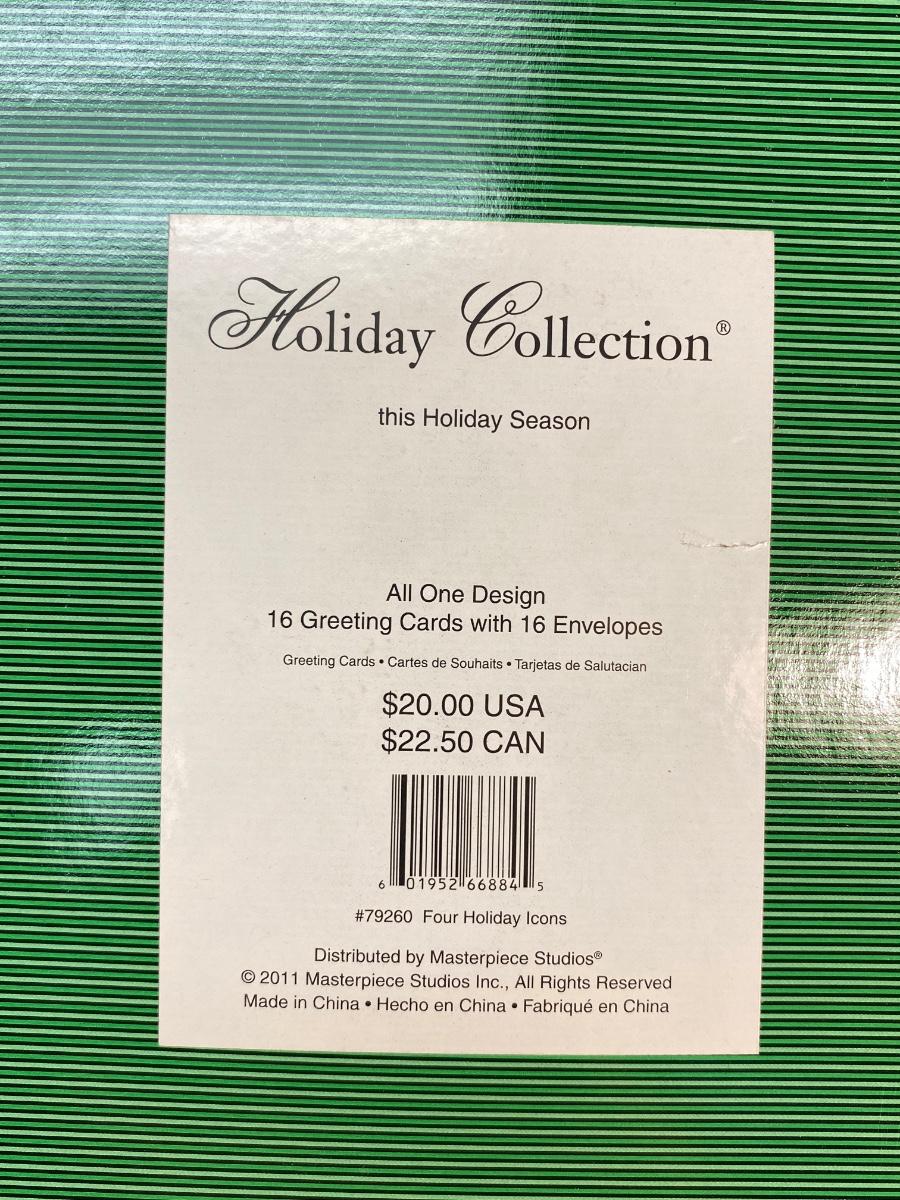 Holiday Collection®
this Holiday Season
All One Design
16 Greeting Cards with 16 Envelopes
Greeting Cards • Cartes de Souhaits • Tarjetas de Salutacian
$20.00 USA
$22.50 CAN
6 01952 66884 5
#79260 Four Holiday Icons
Distributed by Masterpiece Studios®
© 2011 Masterpiece Studios Inc., All Rights Reserved
Made in China • Hecho en China • Fabriqué en China